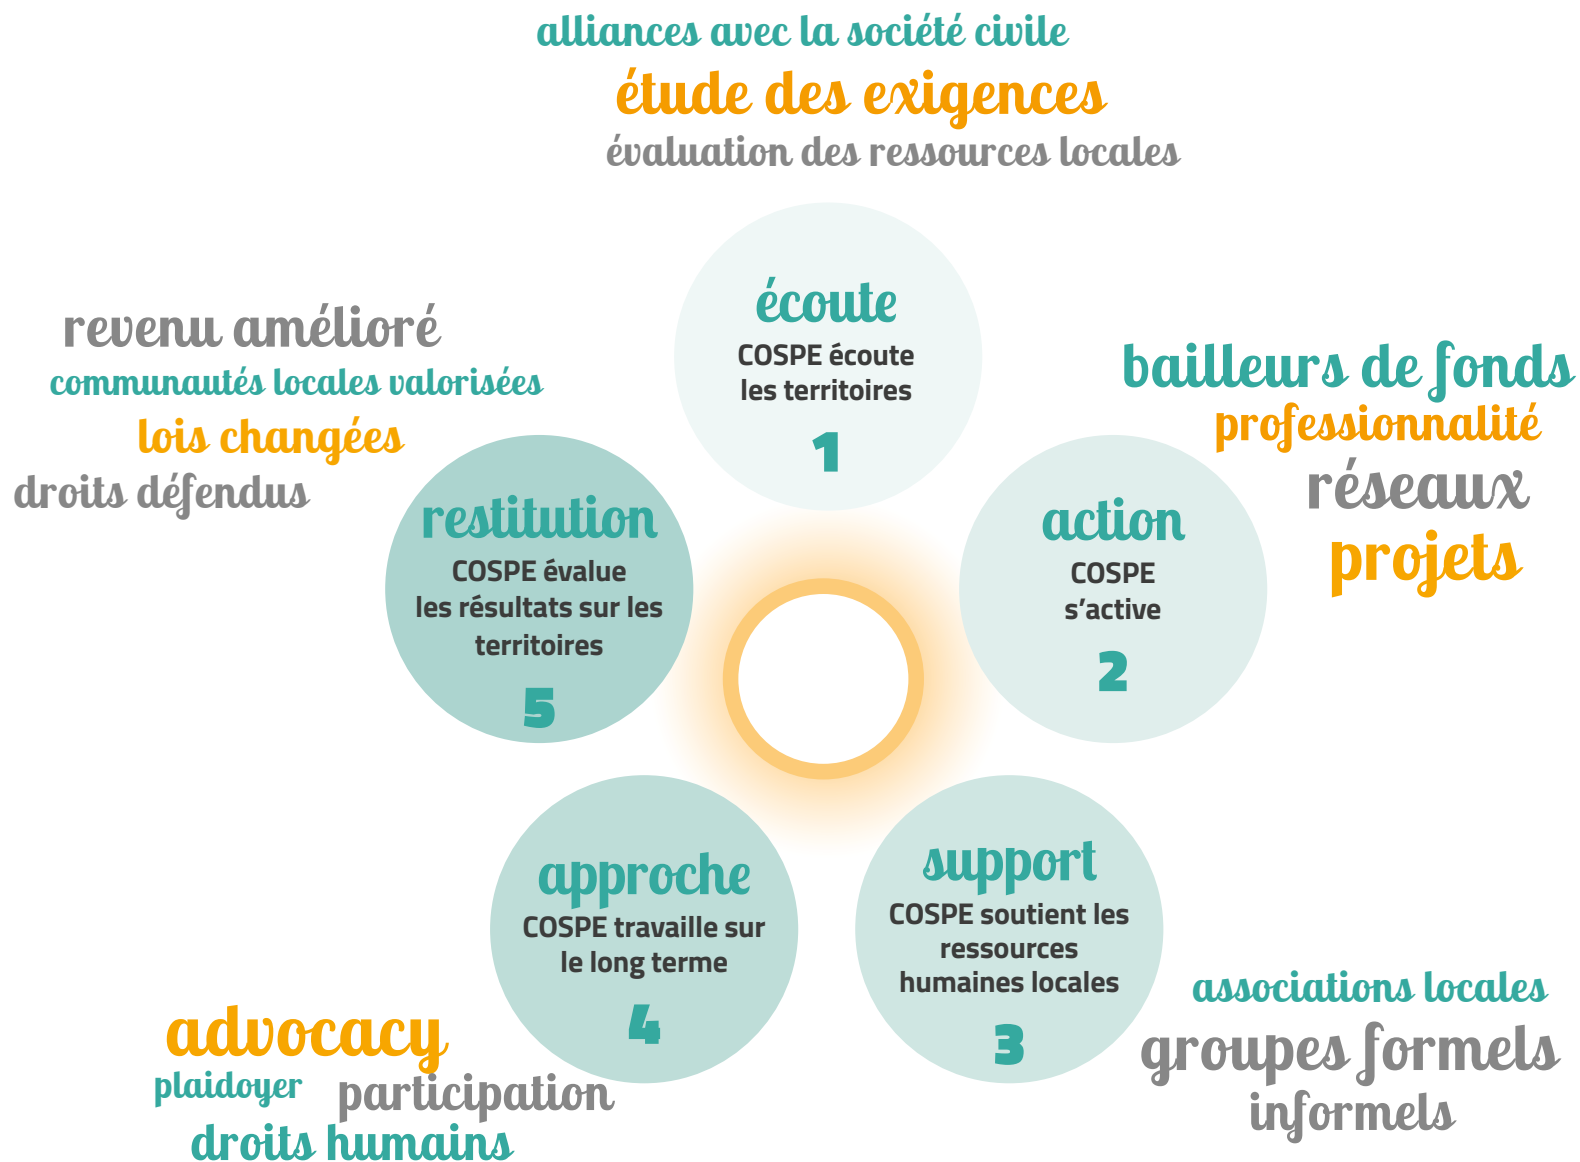 alliances avec la société civile
étude des exigences
évaluation des ressources locales
écoute
COSPE écoute
les territoires
1
bailleurs de fonds
professionnalité
réseaux
projets
action
COSPE
s’active
2
support
COSPE soutient les
ressources
humaines locales
3
associations locales
groupes formels
informels
approche
COSPE travaille sur
le long terme
4
advocacy
plaidoyer
participation
droits humains
revenu amélioré
communautés locales valorisées
lois changées
droits défendus
restitution
COSPE évalue
les résultats sur les
territoires
5